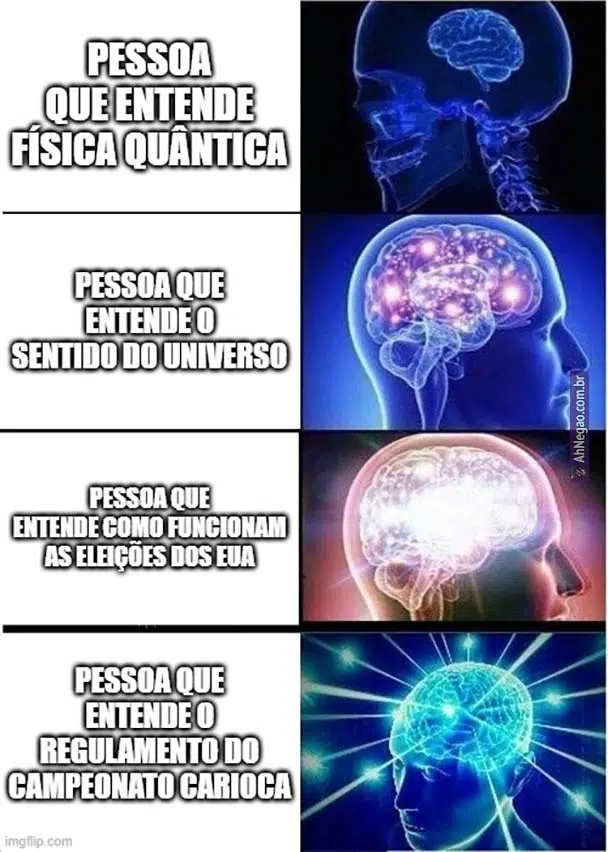 PESSOA
QUE ENTENDE
FÍSICA QUÂNTICA
PESSOA QUE
ENTENDE O
SENTIDO DO UNIVERSO
AhNegao.com.br
PESSOA QUE
ENTENDE COMO FUNCIONAM
AS ELEIÇÕES DOS EUA
PESSOA QUE
ENTENDE O
REGULAMENTO DO
CAMPEONATO CARIOCA
imgflip.com